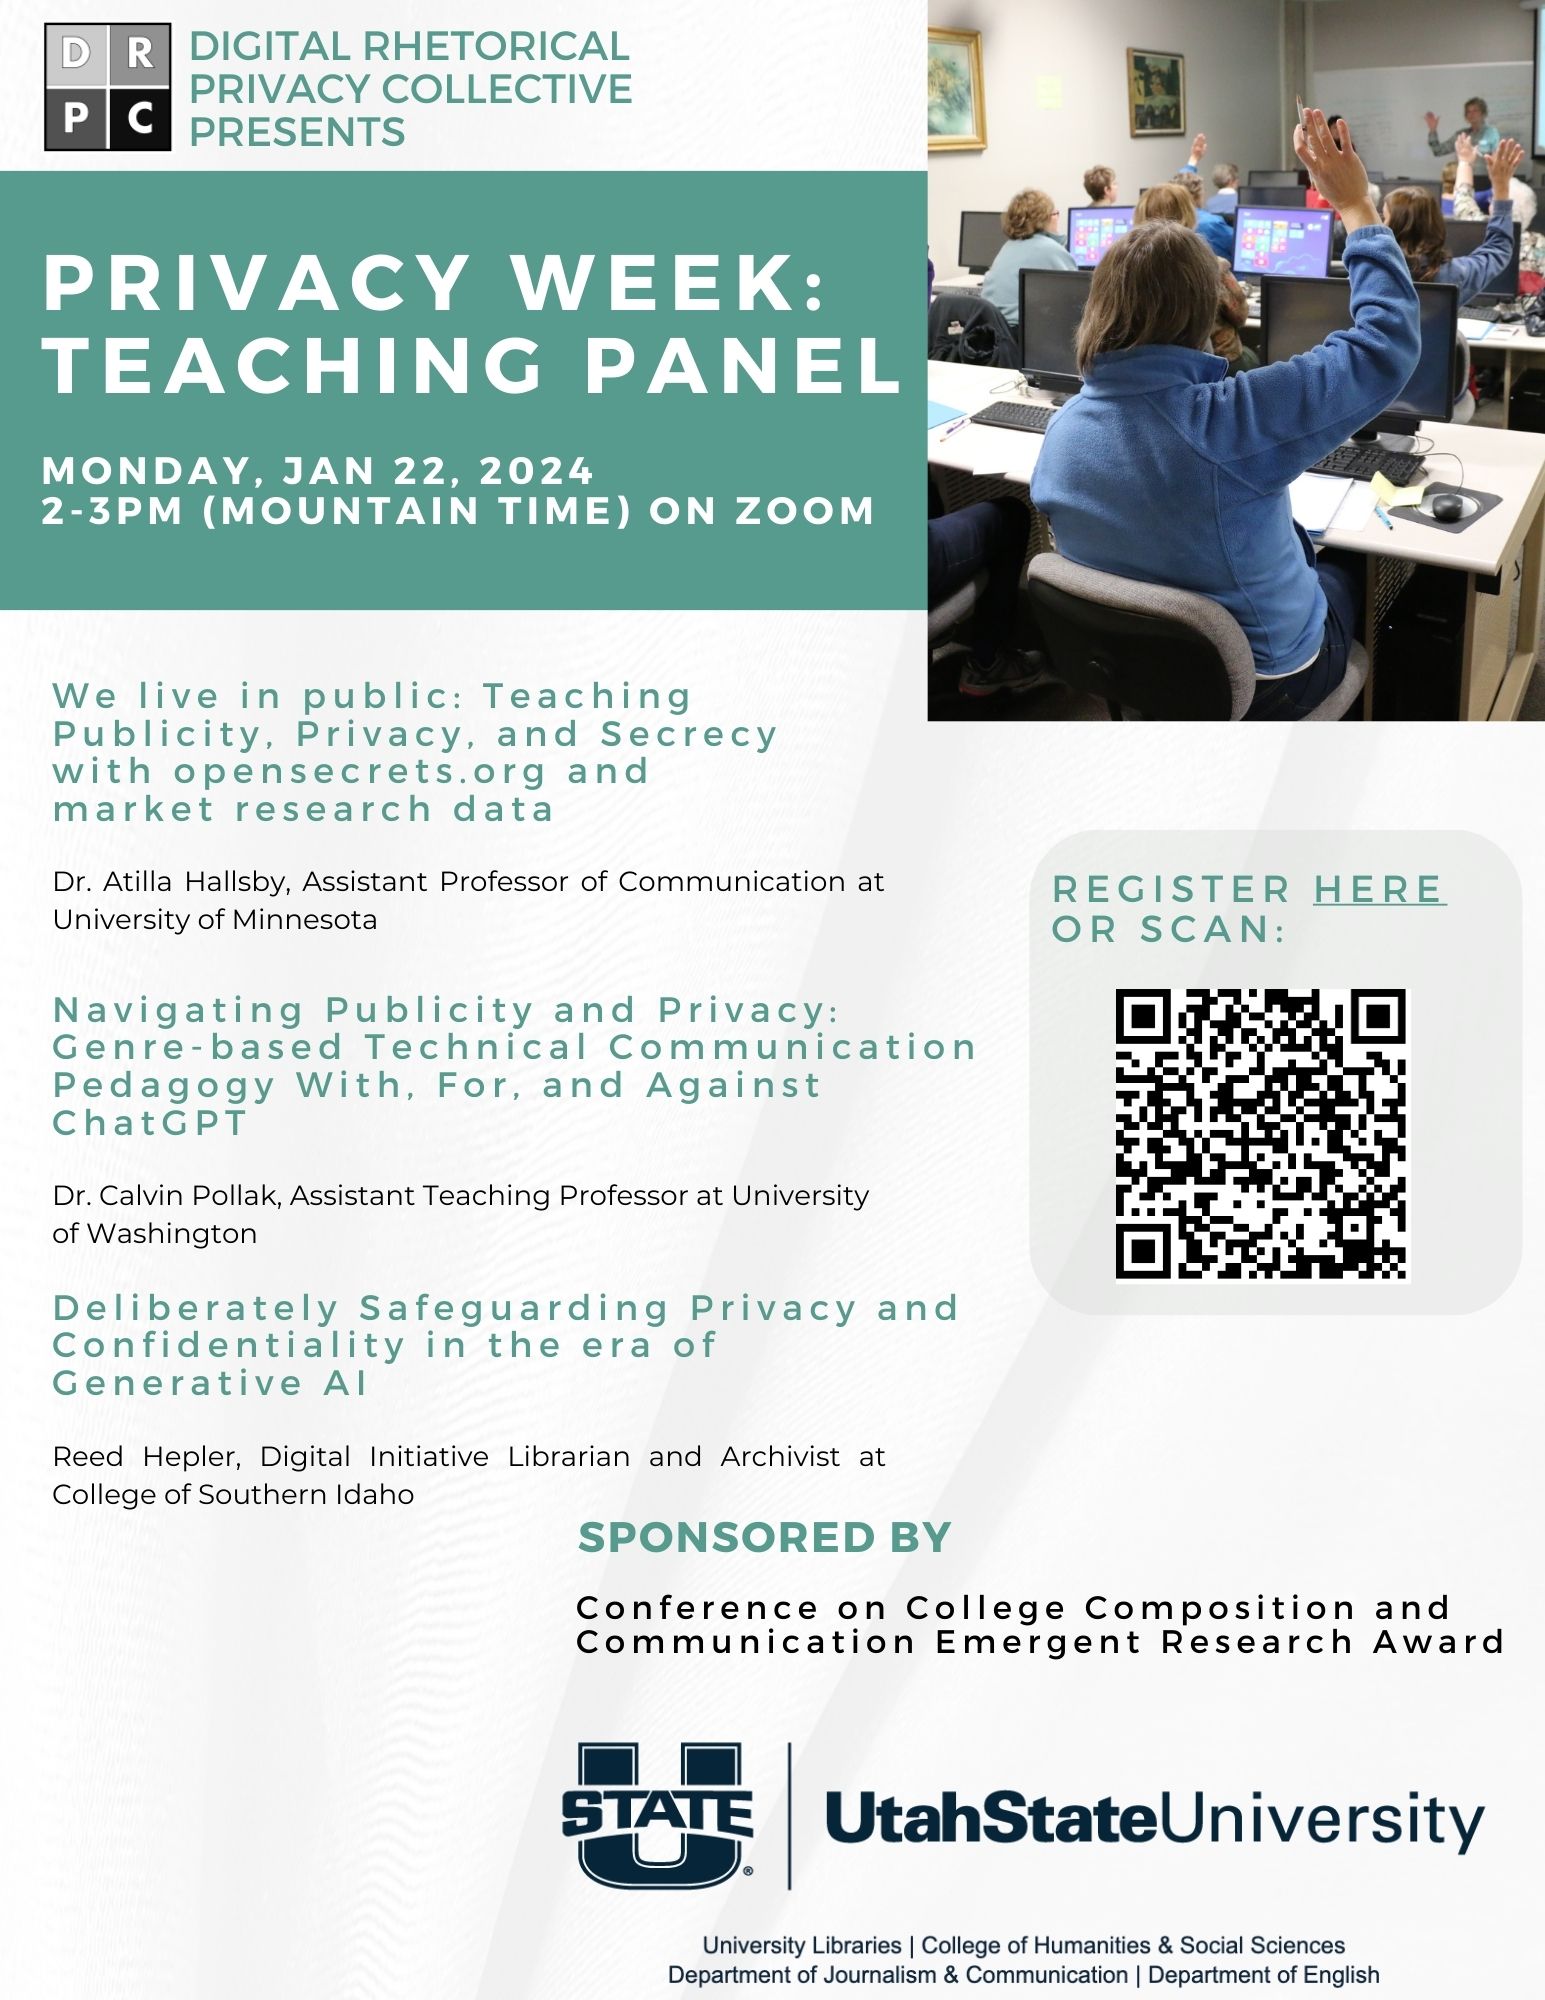 D R
P C
DIGITAL RHETORICAL
PRIVACY COLLECTIVE
PRESENTS
PRIVACY WEEK:
TEACHING PANEL
MONDAY, JAN 22, 2024
2-3PM (MOUNTAIN TIME) ON ZOOM
We live in public: Teaching
Publicity, Privacy, and Secrecy
with opensecrets.org and
market research data
Dr. Atilla Hallsby, Assistant Professor of Communication at
University of Minnesota
Navigating Publicity and Privacy:
Genre-based Technical Communication
Pedagogy With, For, and Against
ChatGPT
Dr. Calvin Pollak, Assistant Teaching Professor at University
of Washington
Deliberately Safeguarding Privacy and
Confidentiality in the era of
Generative AI
Reed Hepler, Digital Initiative Librarian and Archivist at
College of Southern Idaho
REGISTER HERE
OR SCAN:
SPONSORED BY
Conference on College Composition and
Communication Emergent Research Award
U
STATE
®
UtahStateUniversity
University Libraries | College of Humanities & Social Sciences
Department of Journalism & Communication | Department of English